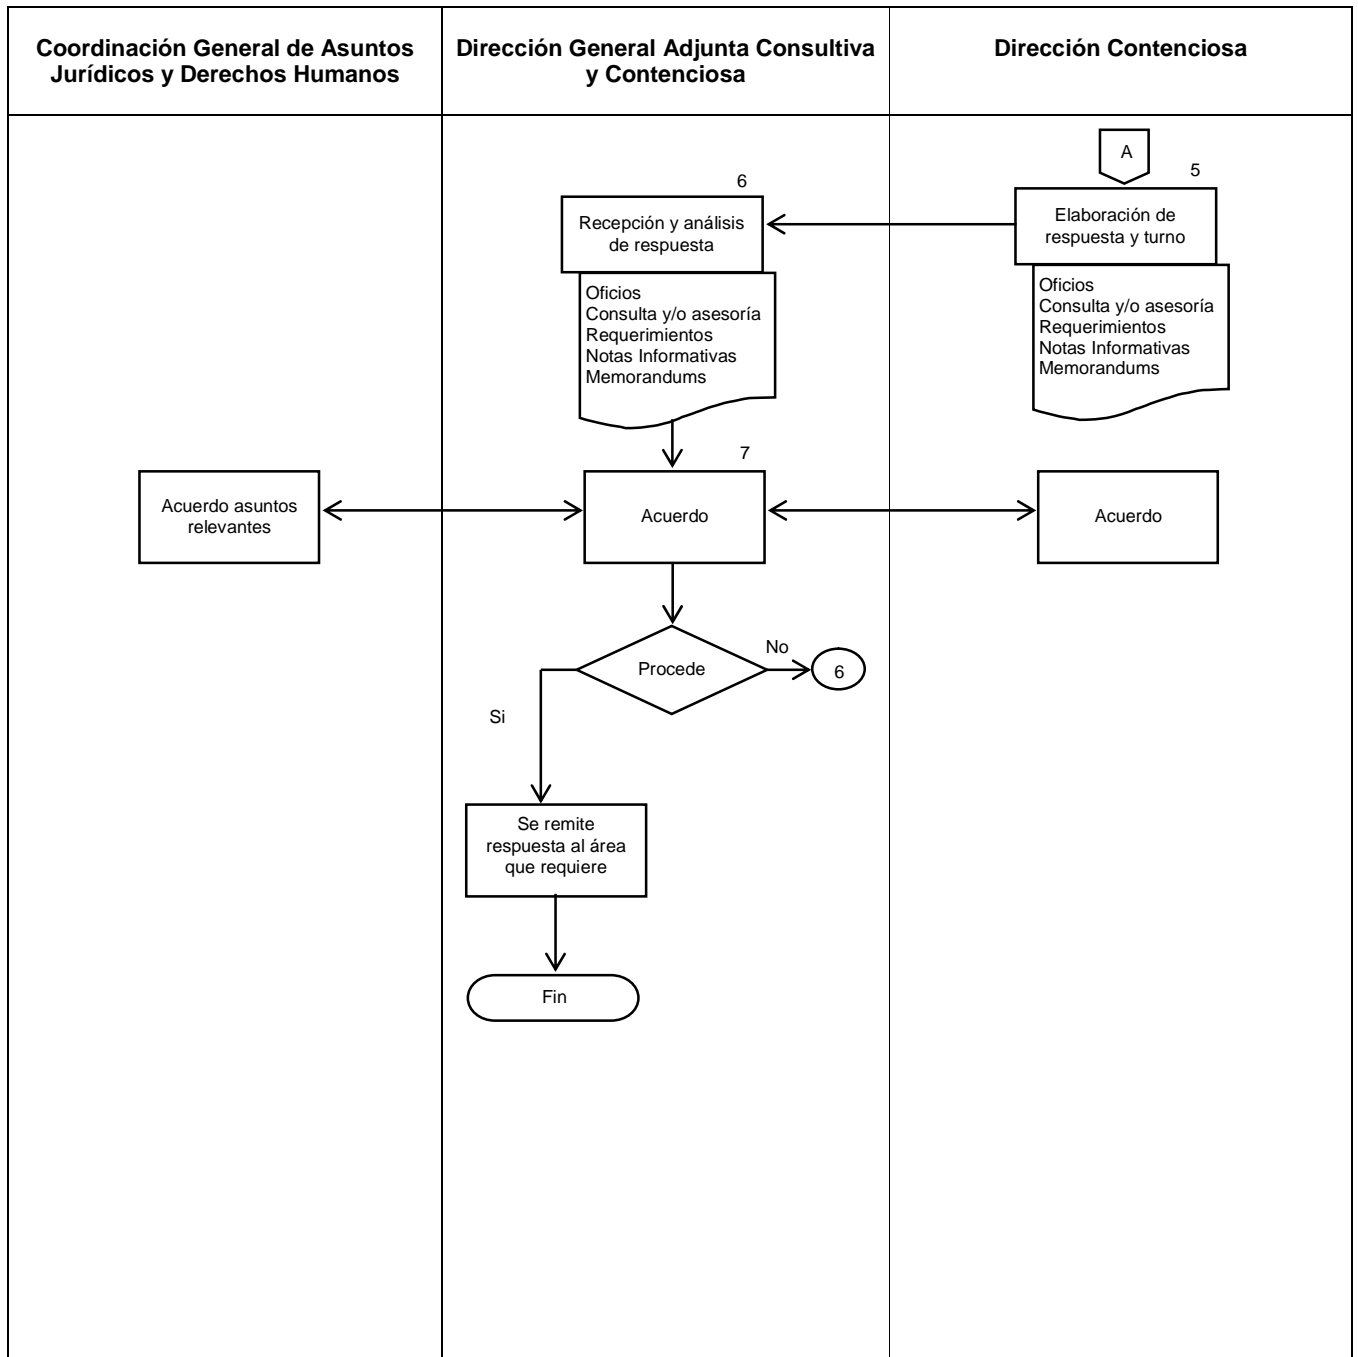 Coordinación General de Asuntos
Jurídicos y Derechos Humanos
Dirección General Adjunta Consultiva
y Contenciosa
Dirección Contenciosa
A
5
Elaboración de
respuesta y turno
Oficios
Consulta y/o asesoría
Requerimientos
Notas Informativas
Memorandums
6
Recepción y análisis
de respuesta
Oficios
Consulta y/o asesoría
Requerimientos
Notas Informativas
Memorandums
7
Acuerdo asuntos
relevantes
Acuerdo
Acuerdo
Procede
No
6
Si
Se remite
respuesta al área
que requiere
Fin